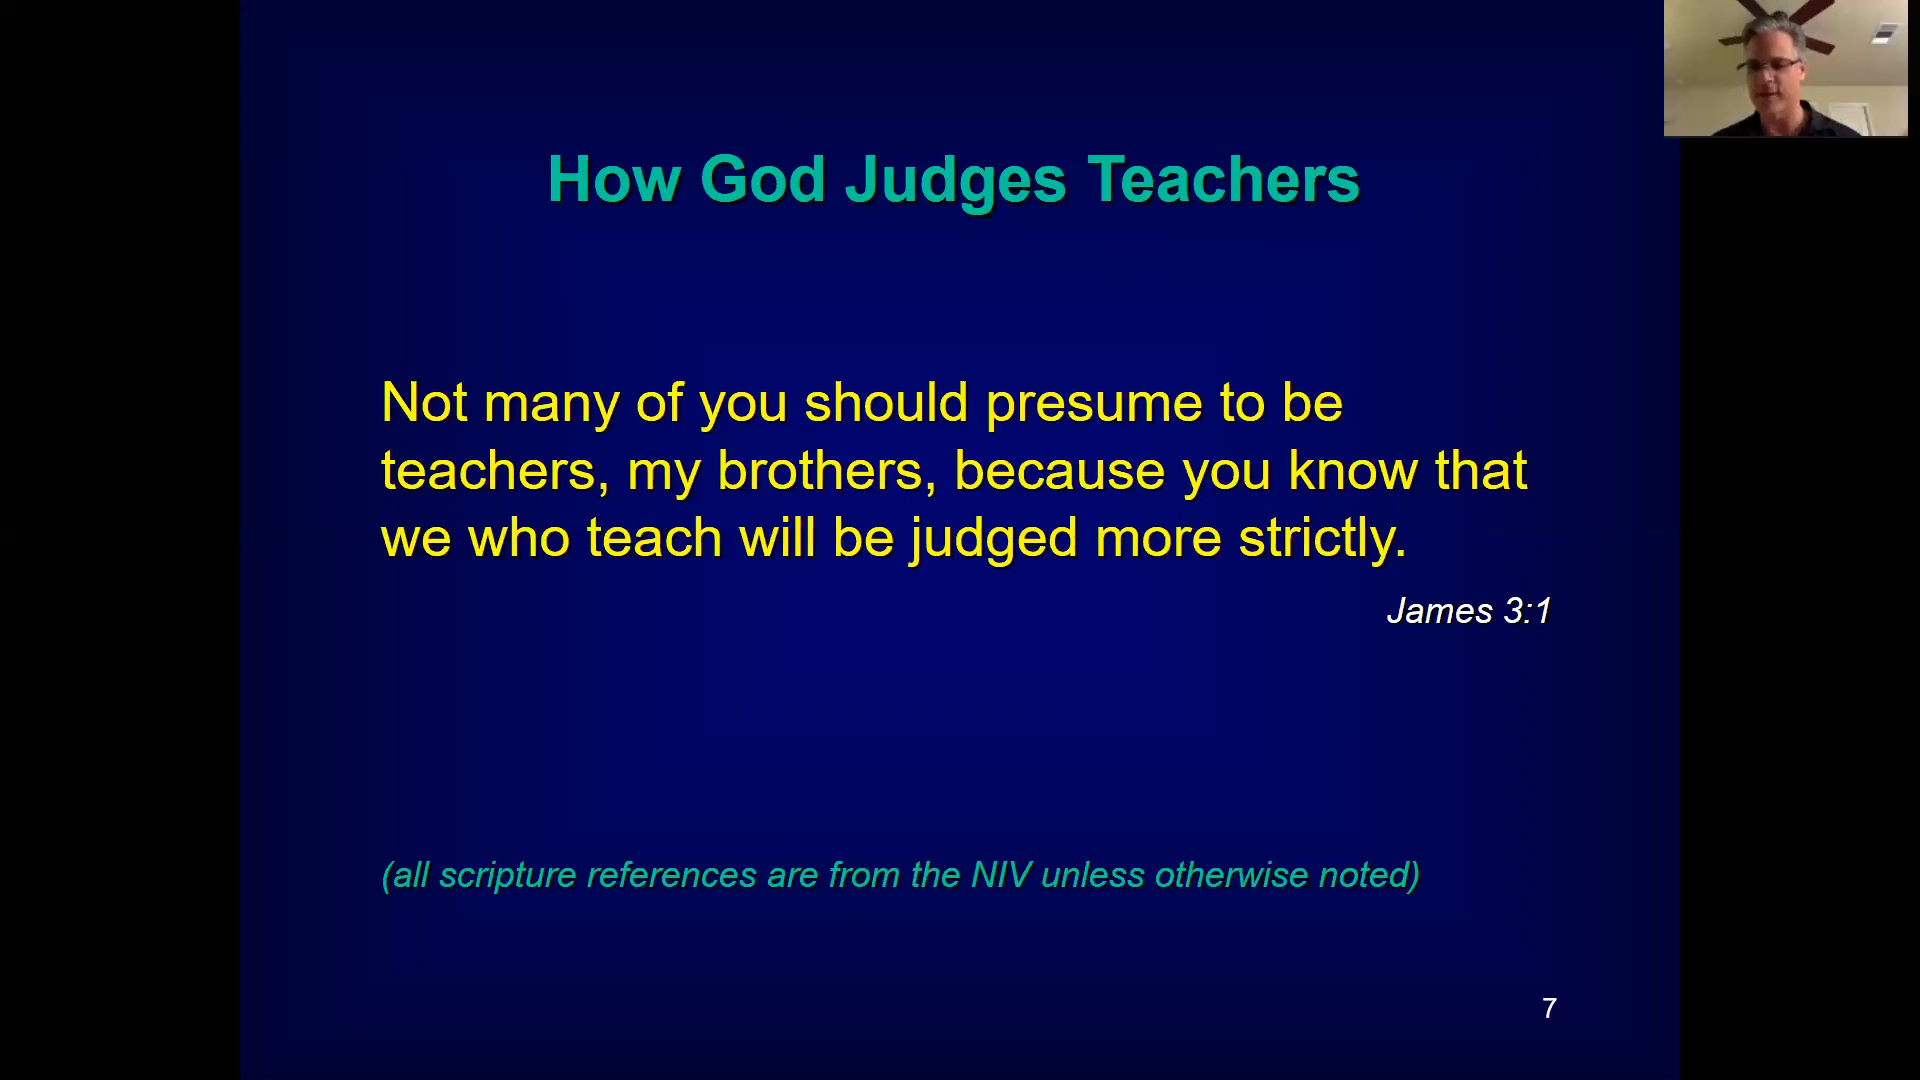 How God Judges Teachers
Not many of you should presume to be
teachers, my brothers, because you know that
we who teach will be judged more strictly.
James 3:1
(all scripture references are from the NIV unless otherwise noted)
7